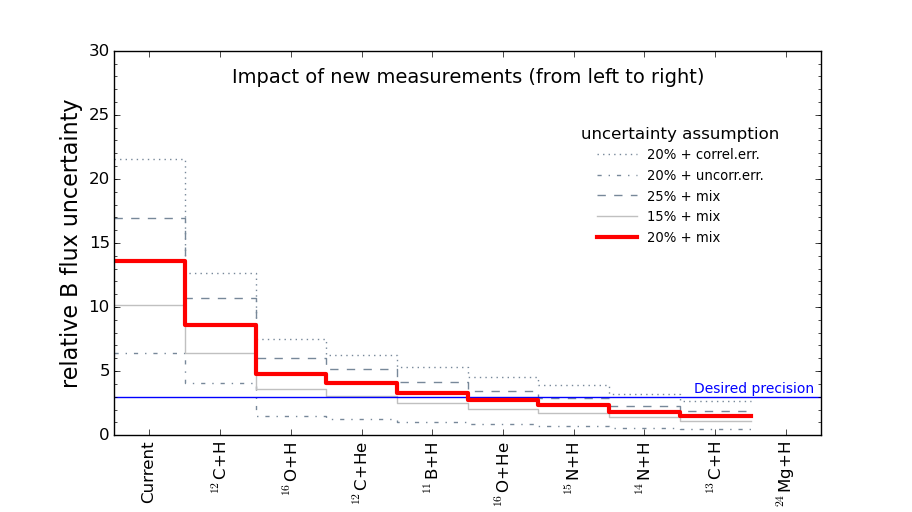 Impact of new measurements (from left to right)
relative B flux uncertainty
30
25
20
15
10
5
0
uncertainty assumption
20% + correl.err.
20% + uncorr.err.
25% + mix
15% + mix
20% + mix
Desired precision
Current
¹²C+H
¹⁶O+H
¹²C+He
¹¹B+H
¹⁶O+He
¹⁵N+H
¹⁴N+H
¹³C+H
²⁴Mg+H